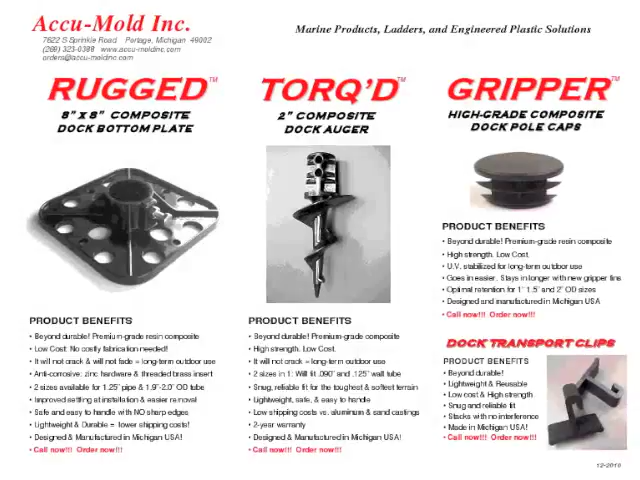 Accu-Mold Inc.
7622 S Sprinkle Road Portage, Michigan 49002
(269) 323-0388 www.accu-moldinc.com
orders@accu-moldinc.com
Marine Products, Ladders, and Engineered Plastic Solutions
RUGGED™
8" X 8" COMPOSITE
DOCK BOTTOM PLATE
PRODUCT BENEFITS
• Beyond durable! Premium-grade resin composite
• Low Cost: No costly fabrication needed!
• It will not crack & will not fade = long-term outdoor use
• Anti-corrosive: zinc hardware & threaded brass insert
• 2 sizes available for 1.25" pipe & 1.9"-2.0" OD tube
• Improved settling at installation & easier removal
• Safe and easy to handle with NO sharp edges
• Lightweight & Durable = lower shipping costs!
• Designed & Manufactured in Michigan USA!
• Call now!!! Order now!!!
TORQ'D™
2" COMPOSITE
DOCK AUGER
PRODUCT BENEFITS
• Beyond durable! Premium-grade composite
• High strength. Low Cost.
• It will not crack = long-term outdoor use
• 2 sizes in 1: Will fit .090" and .125" wall tube
• Snug, reliable fit for the toughest & softest terrain
• Lightweight, safe, & easy to handle
• Low shipping costs vs. aluminum & sand castings
• 2-year warranty
• Designed & Manufactured in Michigan USA!
• Call now!!! Order now!!!
GRIPPER™
HIGH-GRADE COMPOSITE
DOCK POLE CAPS
PRODUCT BENEFITS
• Beyond durable! Premium-grade resin composite
• High strength. Low Cost.
• U.V. stabilized for long-term outdoor use
• Goes in easier. Stays in longer with new gripper fins
• Optimal retention for 1" 1.5" and 2" OD sizes
• Designed and manufactured in Michigan USA
• Call now!!! Order now!!!
DOCK TRANSPORT CLIPS
PRODUCT BENEFITS
• Beyond durable!
• Lightweight & Reusable
• Low cost & High strength
• Snug and reliable fit
• Stacks with no interference
• Made in Michigan USA!
• Call now!!! Order now!!!
12-2019